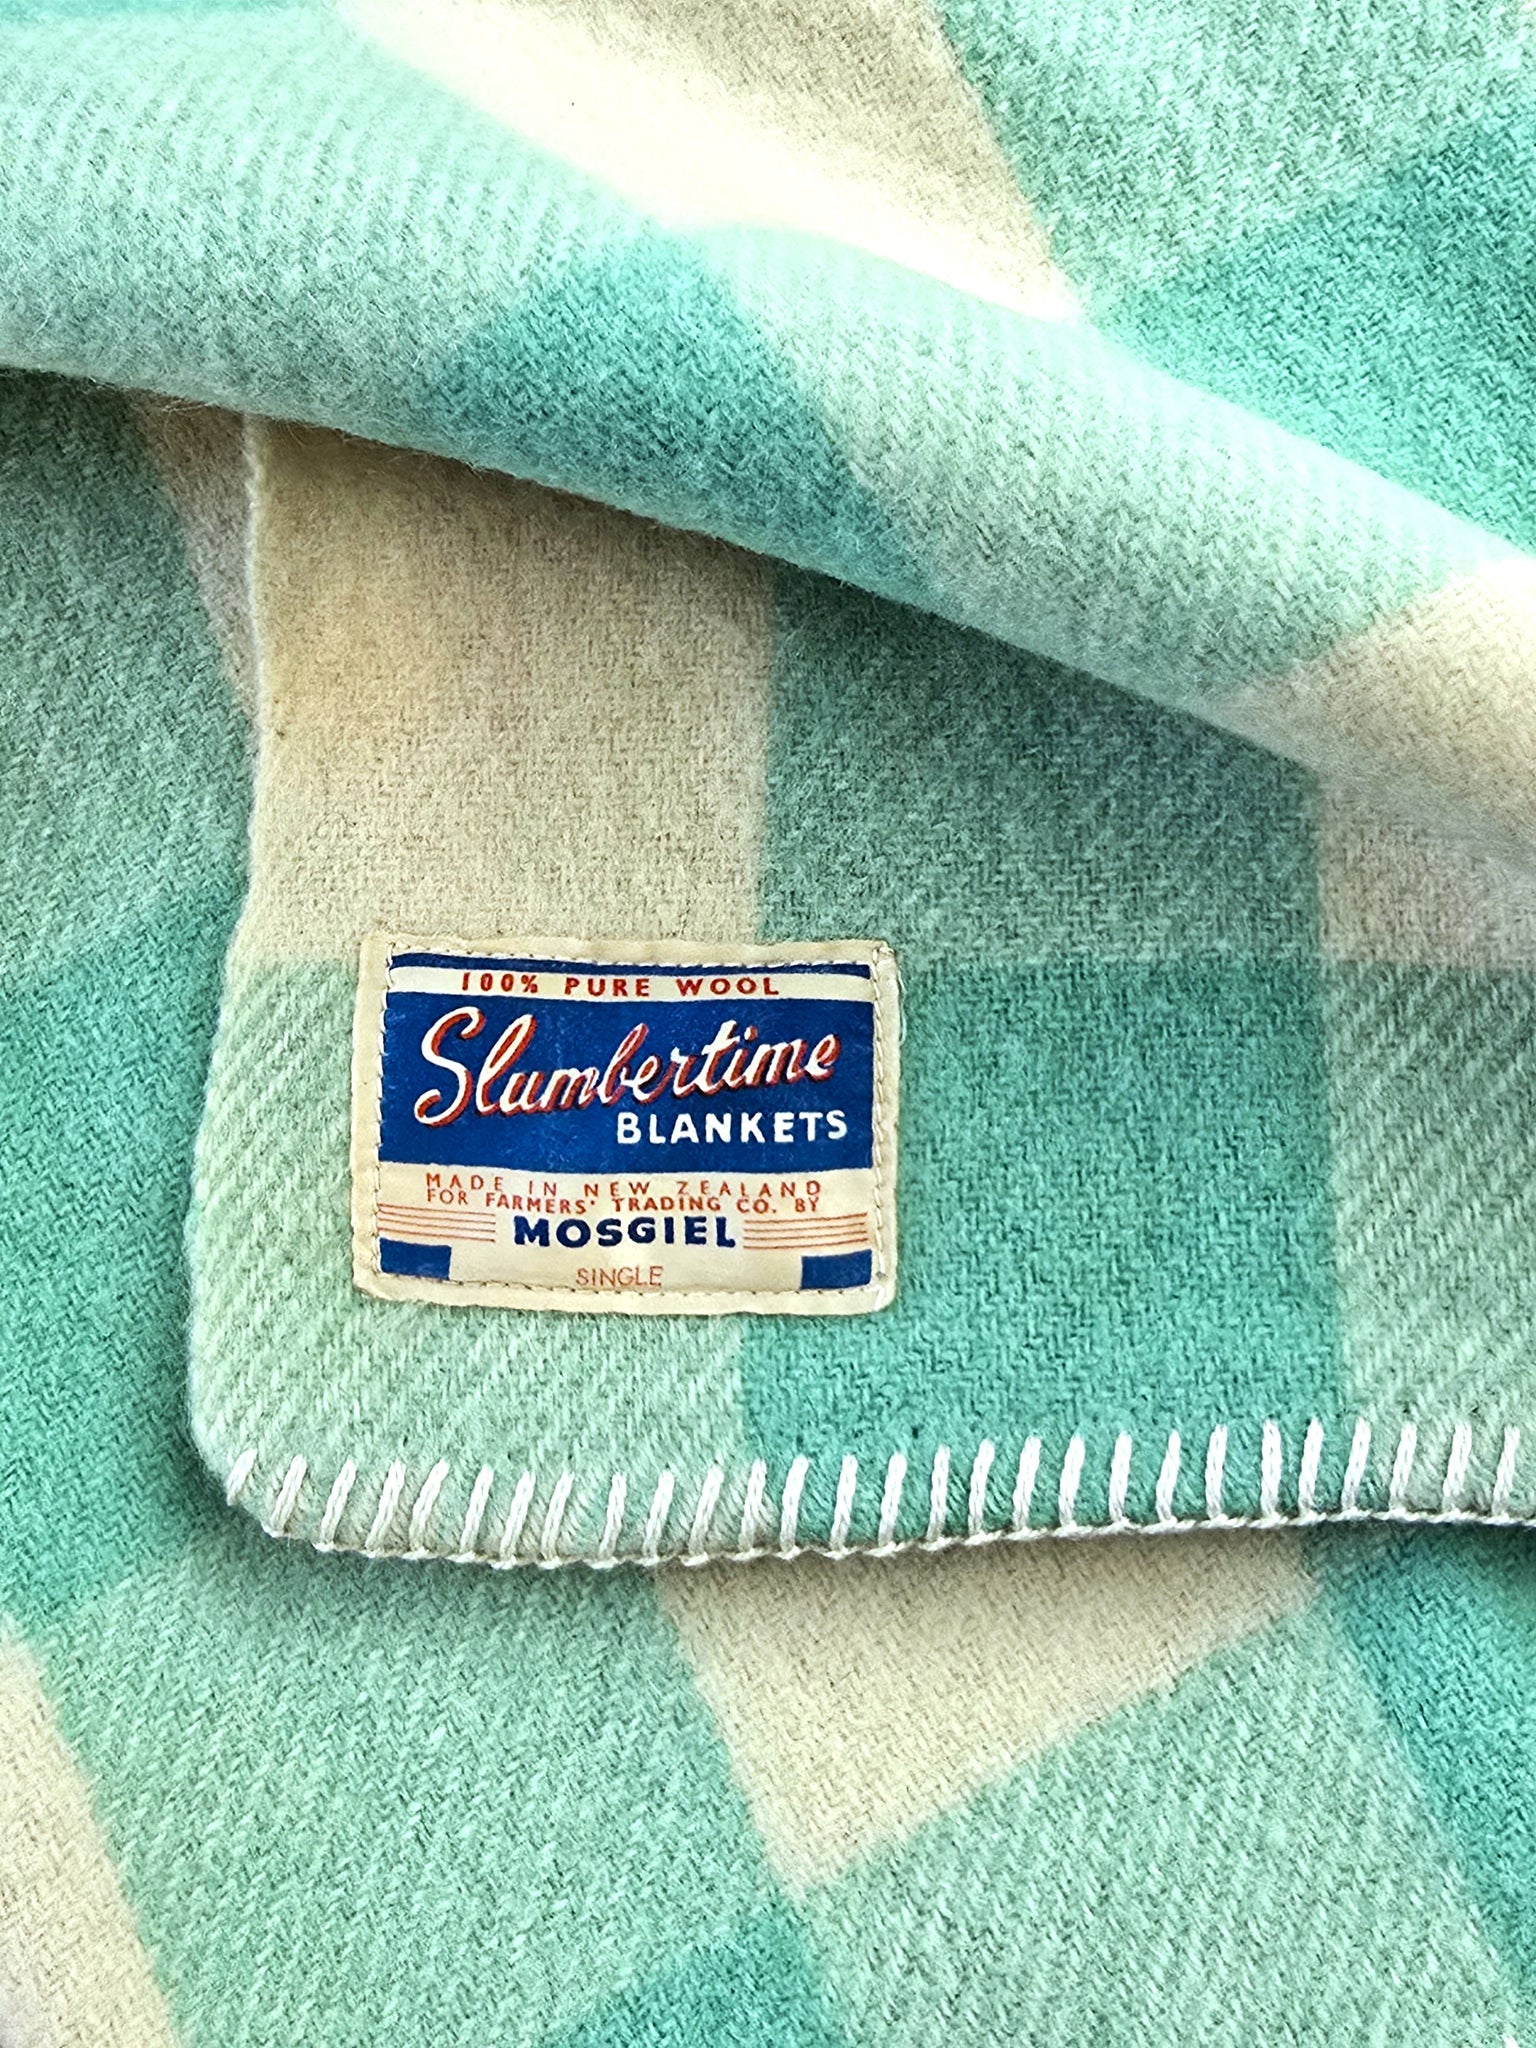 100% PURE WOOL
Slumbertime
BLANKETS
MADE IN NEW ZEALAND
FOR FARMERS' TRADING CO. BY
MOSGIEL
SINGLE